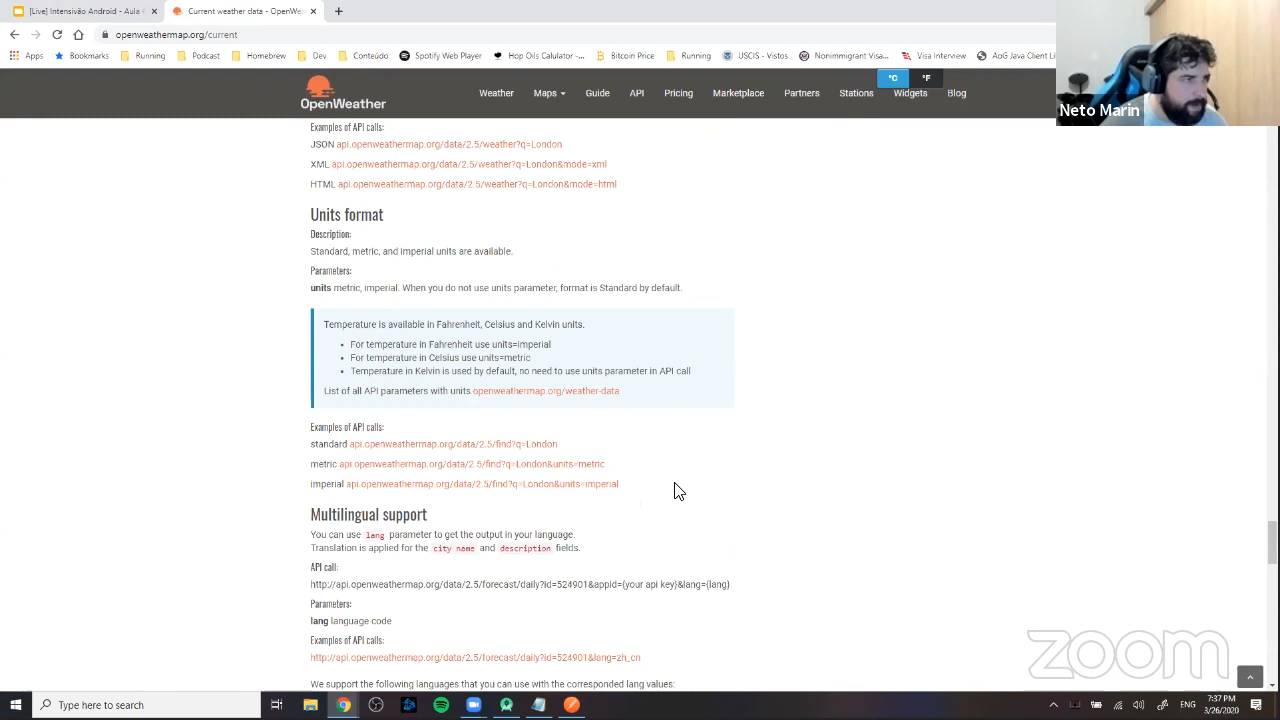 [Live] Intensivão Android - Aula
Current weather data - OpenWea
openweathermap.org/current
Apps
Bookmarks
Running
Podcast
Homebrew
Dev
Conteúdo
Spotify Web Player
Hop Oils Calulator -...
Bitcoin Price
Running
USCIS - Vistos
Nonimmigrant Visa...
Visa Interview
AoG Java Client Li
OpenWeather
Weather
Maps
Guide
API
Pricing
Marketplace
Partners
Stations
Widgets
Blog
°C
°F
Neto Marin
Examples of API calls:
JSON api.openweathermap.org/data/2.5/weather?q=London
XML api.openweathermap.org/data/2.5/weather?q=London&mode=xml
HTML api.openweathermap.org/data/2.5/weather?q=London&mode=html
Units format
Description:
Standard, metric, and imperial units are available.
Parameters:
units metric, imperial. When you do not use units parameter, format is Standard by default.
Temperature is available in Fahrenheit, Celsius and Kelvin units.
• For temperature in Fahrenheit use units=imperial
• For temperature in Celsius use units=metric
• Temperature in Kelvin is used by default, no need to use units parameter in API call
List of all API parameters with units openweathermap.org/weather-data
Examples of API calls:
standard api.openweathermap.org/data/2.5/find?q=London
metric api.openweathermap.org/data/2.5/find?q=London&units=metric
imperial api.openweathermap.org/data/2.5/find?q=London&units=imperial
Multilingual support
You can use lang parameter to get the output in your language.
Translation is applied for the city name and description fields.
API call:
http://api.openweathermap.org/data/2.5/forecast/daily?id=524901&appid={your api key}&lang={lang}
Parameters:
lang language code
Examples of API calls:
http://api.openweathermap.org/data/2.5/forecast/daily?id=524901&lang=zh_cn
We support the following languages that you can use with the corresponding lang values:
zoom
Type here to search
ENG
7:37 PM
3/26/2020